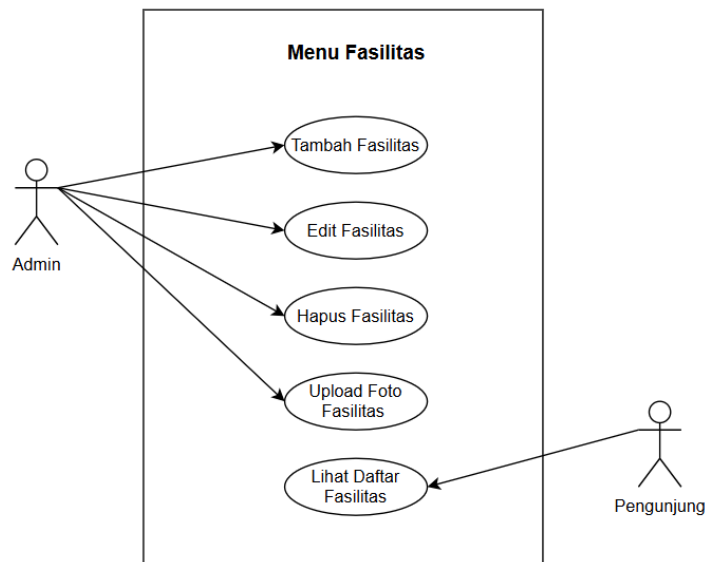 Menu Fasilitas
Tambah Fasilitas
Admin
Edit Fasilitas
Hapus Fasilitas
Upload Foto
Fasilitas
Lihat Daftar
Fasilitas
Pengunjung